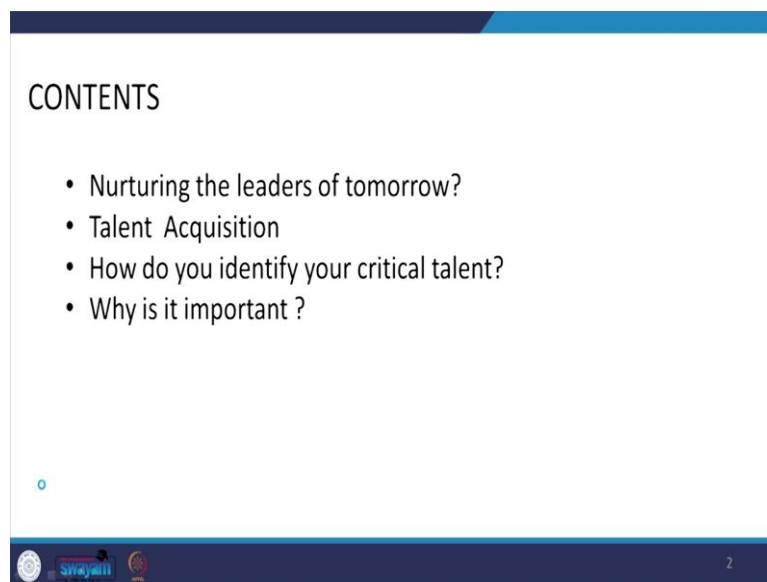 CONTENTS
• Nurturing the leaders of tomorrow?
• Talent Acquisition
• How do you identify your critical talent?
• Why is it important ?
swayam
2